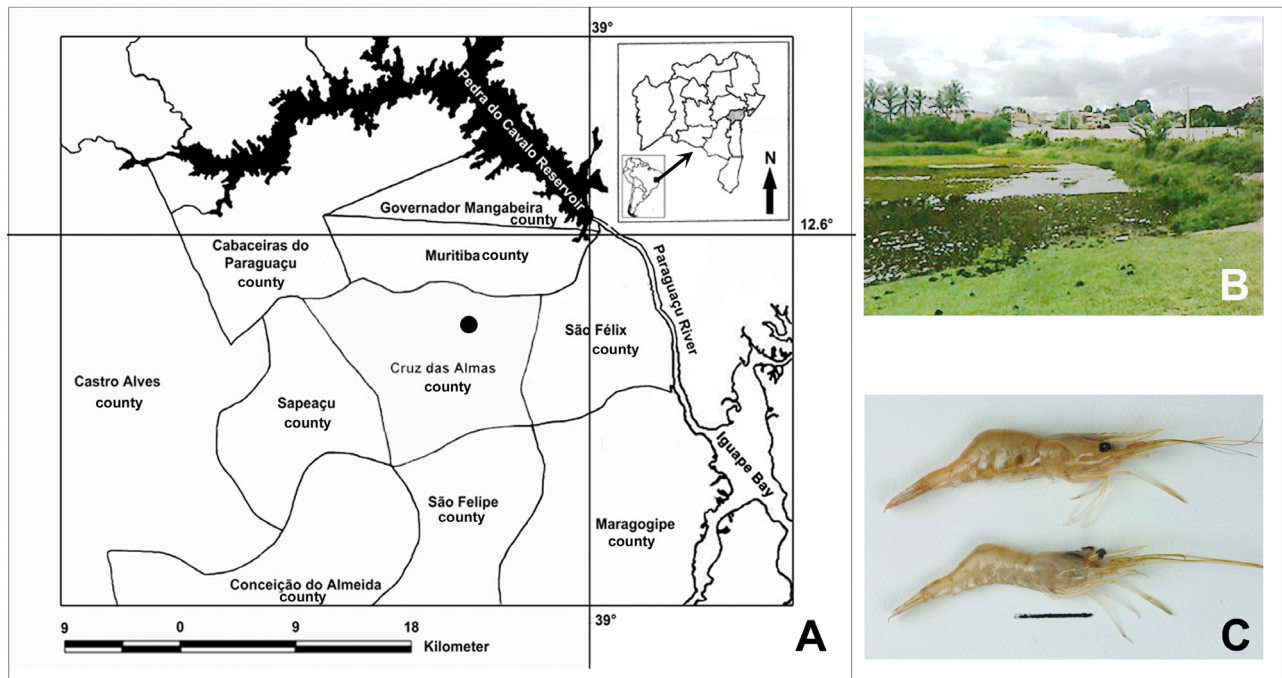 39°
Pedra do Cavalo Reservoir
N
Governador Mangabeira
county
12.6°
Cabaceiras do
Paraguaçu
county
Muritiba county
Paraguaçu River
São Félix
county
Castro Alves
county
Cruz das Almas
county
Sapeaçu
county
Iguape Bay
São Felipe
county
Maragogipe
county
Conceição do Almeida
county
39°
9 0 9 18
Kilometer
A
B
C